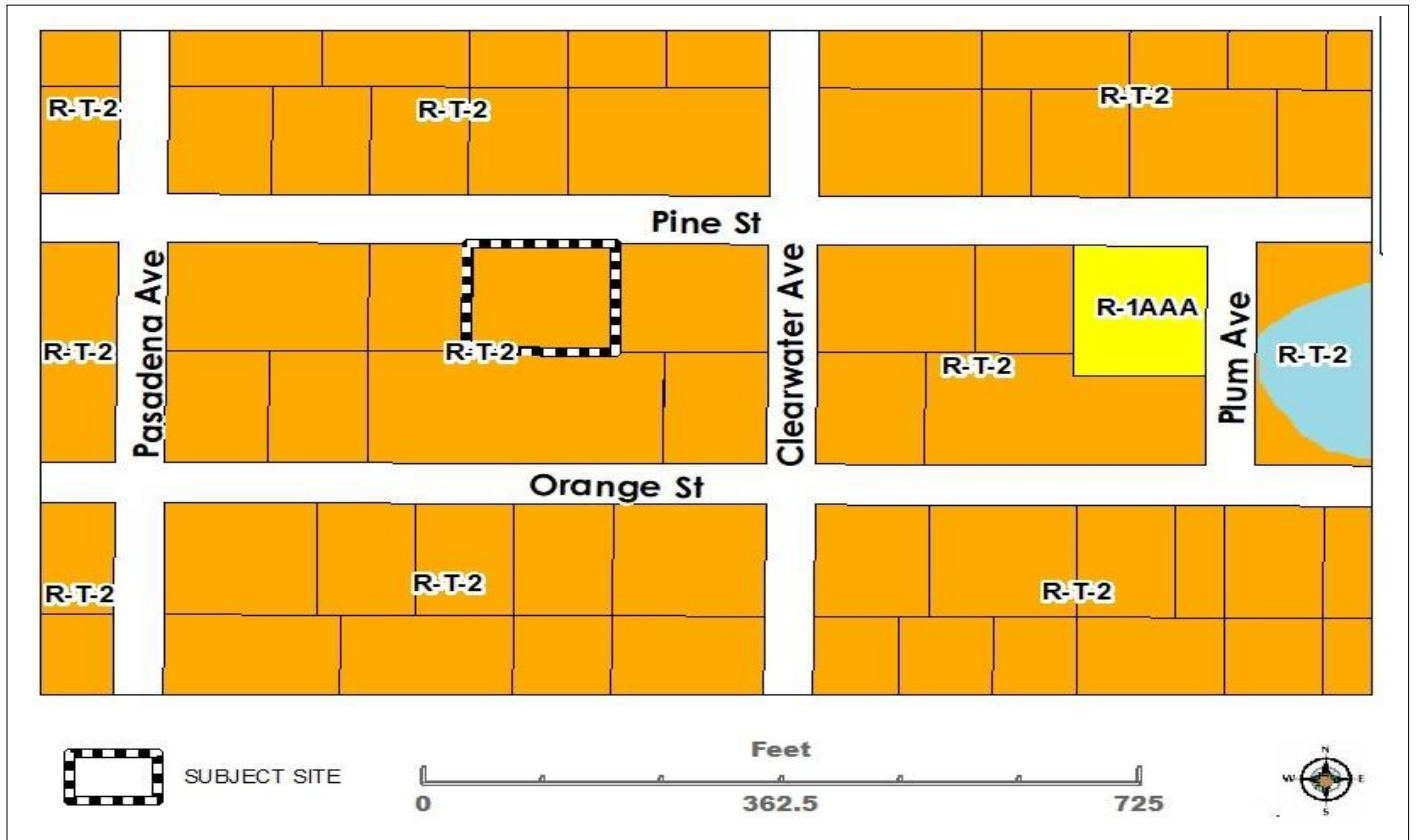 R-T-2
R-T-2
R-T-2
Pine St
Pasadena Ave
Clearwater Ave
R-1AAA
R-T-2
R-T-2
R-T-2
R-T-2
Plum Ave
Orange St
R-T-2
R-T-2
R-T-2
SUBJECT SITE
Feet
0 362.5 725
N
W E
S